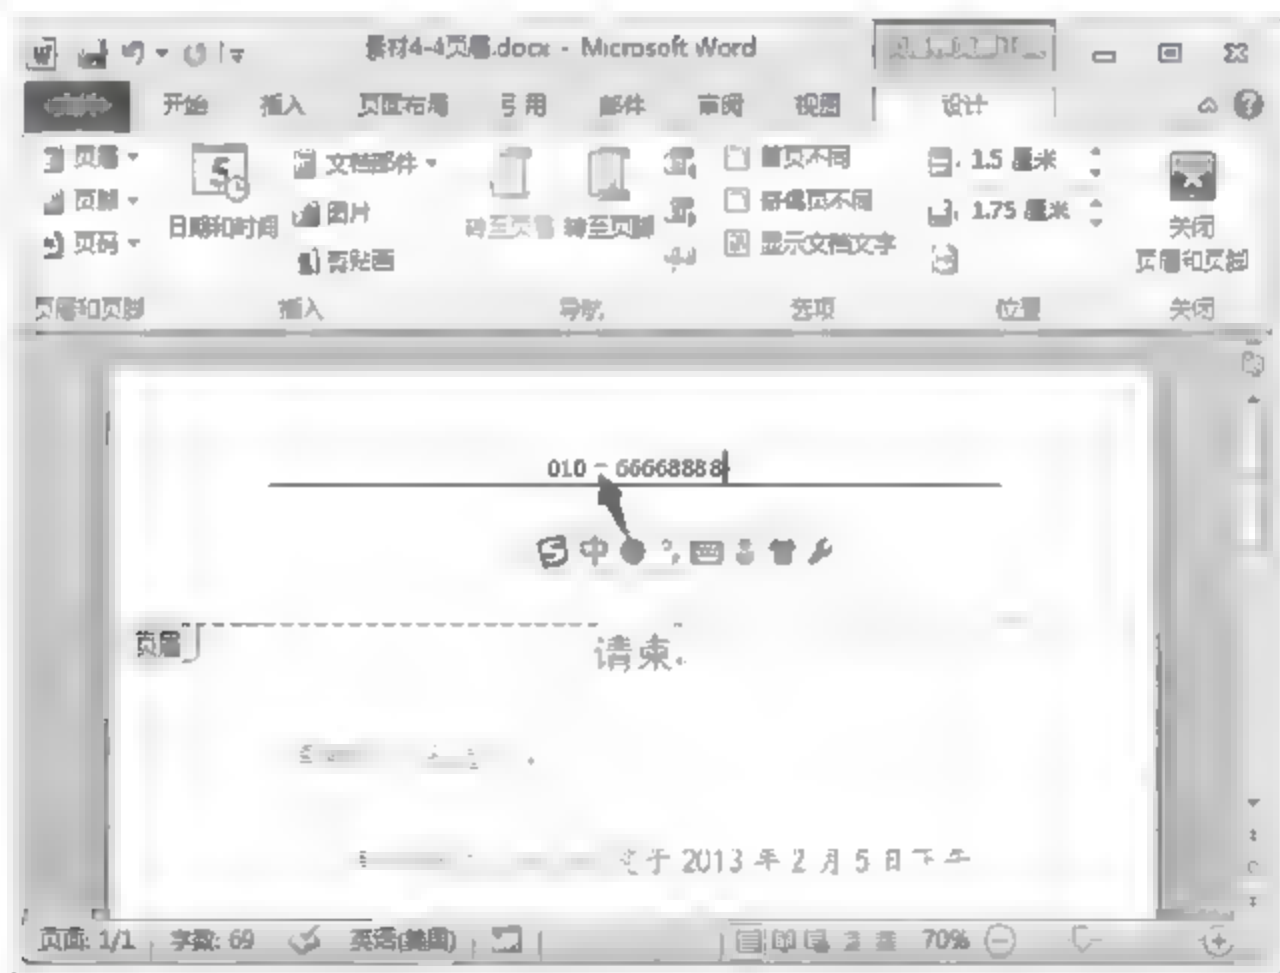 素材4-4页眉.docx - Microsoft Word
开始 插入 页面布局 引用 邮件 审阅 视图 设计
页眉 文档部件 首页不同 1.5 厘米
页脚 图片 奇偶页不同 1.75 厘米
页码 日期和时间 剪贴画 转至页眉 转至页脚 显示文档文字 关闭
页眉和页脚
页眉和页脚 插入 导航 选项 位置 关闭
010 - 66668888
中
页眉
请柬
于 2013 年 2 月 5 日下午
页面: 1/1 字数: 69 英语(美国) 70%